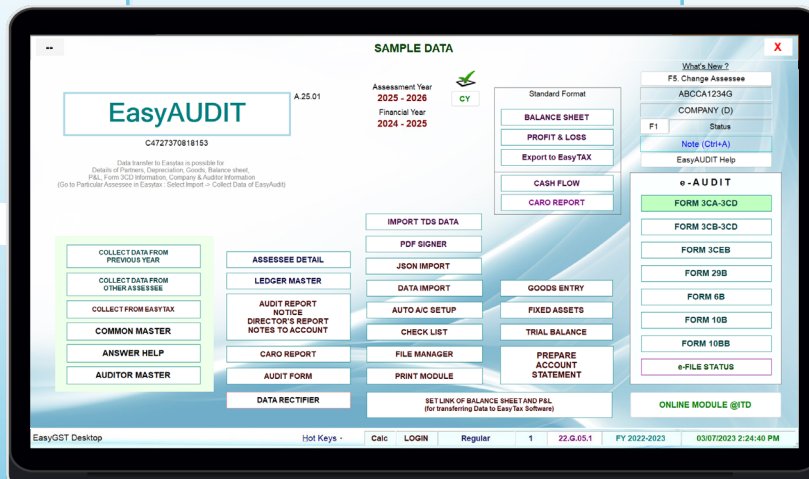 --
SAMPLE DATA
X
EasyAUDIT
A.25.01
C4727370818153
Data transfer to Easytax is possible for
Details of Partners, Depreciation, Goods, Balance sheet,
P&L, Form 3CD Information, Company & Auditor Information
(Go to Particular Assessee in Easytax : Select Import -> Collect Data of EasyAudit)
Assessment Year
2025 - 2026
CY
Financial Year
2024 - 2025
Standard Format
BALANCE SHEET
PROFIT & LOSS
Export to EasyTAX
CASH FLOW
CARO REPORT
What's New ?
F5. Change Assessee
ABCCA1234G
COMPANY (D)
F1 Status
Note (Ctrl+A)
EasyAUDIT Help
e-AUDIT
FORM 3CA-3CD
FORM 3CB-3CD
FORM 3CEB
FORM 29B
FORM 6B
FORM 10B
FORM 10BB
e-FILE STATUS
ONLINE MODULE @ITD
COLLECT DATA FROM
PREVIOUS YEAR
COLLECT DATA FROM
OTHER ASSESSEE
COLLECT FROM EASYTAX
COMMON MASTER
ANSWER HELP
AUDITOR MASTER
ASSESSEE DETAIL
LEDGER MASTER
AUDIT REPORT
NOTICE
DIRECTOR'S REPORT
NOTES TO ACCOUNT
CARO REPORT
AUDIT FORM
DATA RECTIFIER
IMPORT TDS DATA
PDF SIGNER
JSON IMPORT
DATA IMPORT
AUTO A/C SETUP
CHECK LIST
FILE MANAGER
PRINT MODULE
GOODS ENTRY
FIXED ASSETS
TRIAL BALANCE
PREPARE
ACCOUNT
STATEMENT
SET LINK OF BALANCE SHEET AND P&L
(for transferring Data to EasyTax Software)
EasyGST Desktop Hot Keys - Calc LOGIN Regular 1 22.G.05.1 FY 2022-2023 03/07/2023 2:24:40 PM